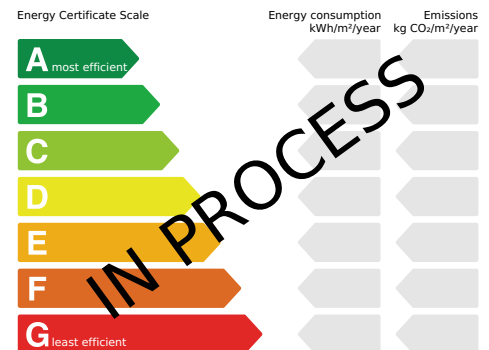 Energy Certificate Scale
Energy consumption
kWh/m²/year
Emissions
kg CO₂/m²/year
A most efficient
B
C
D
E
F
G least efficient
IN PROCESS